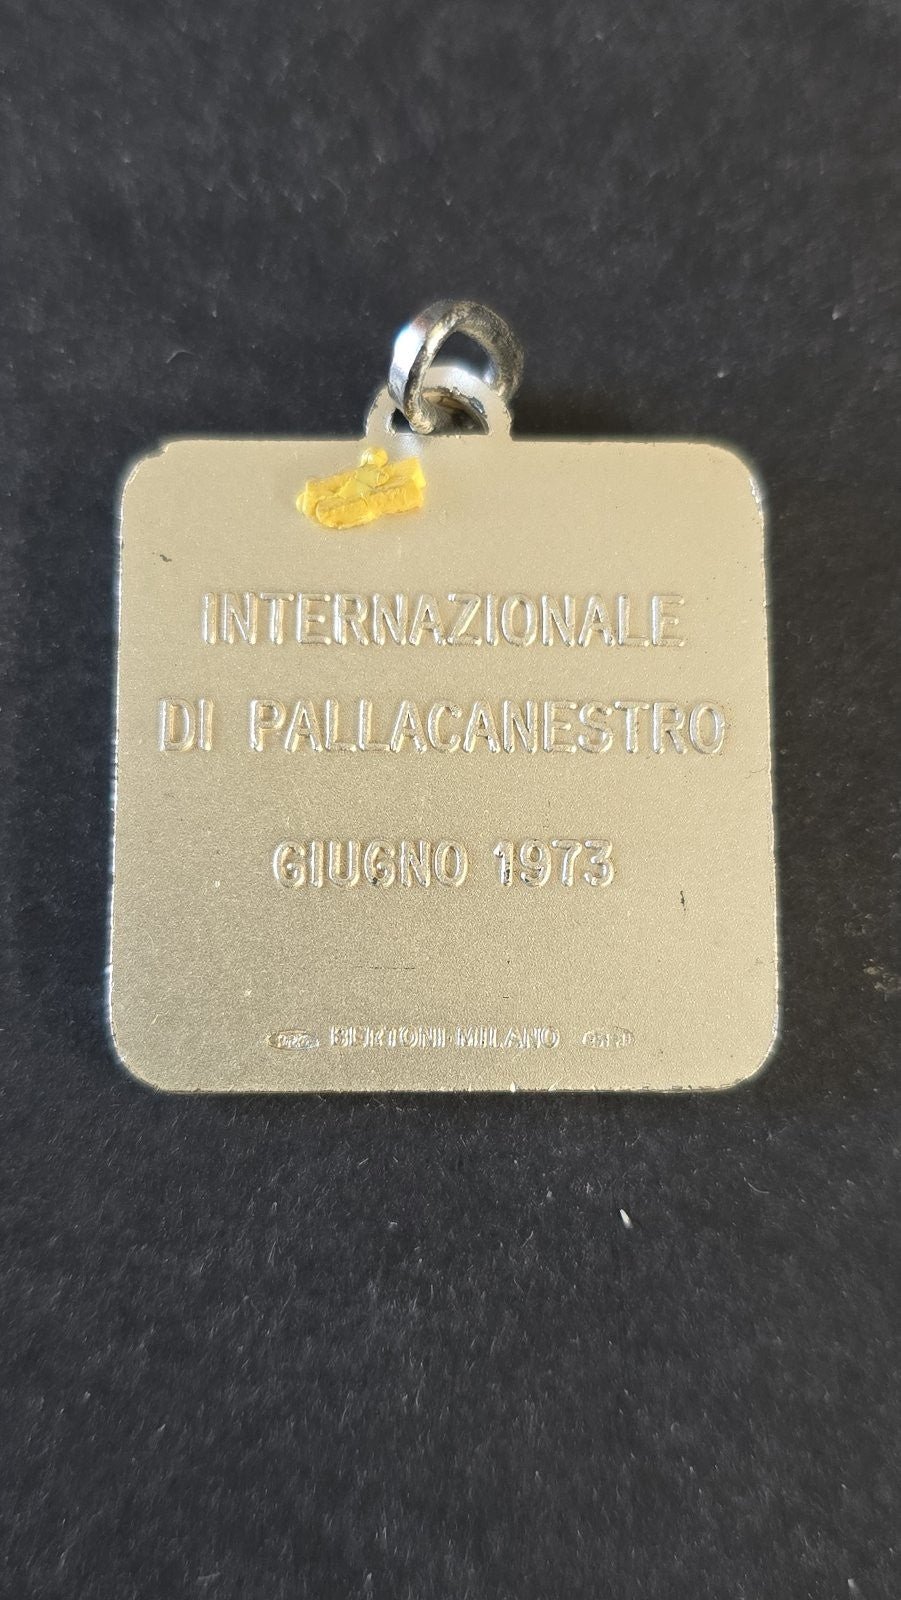 INTERNAZIONALE
DI PALLACANESTRO
GIUGNO 1973
BERTONI-MILANO